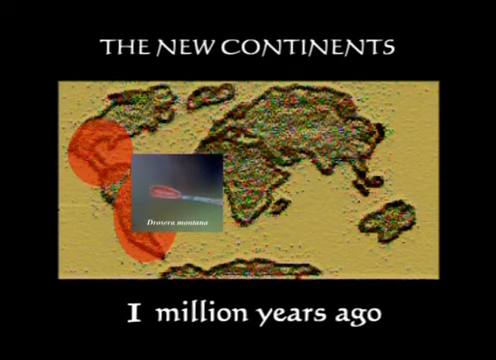 THE NEW CONTINENTS
Drosera montana
1 million years ago